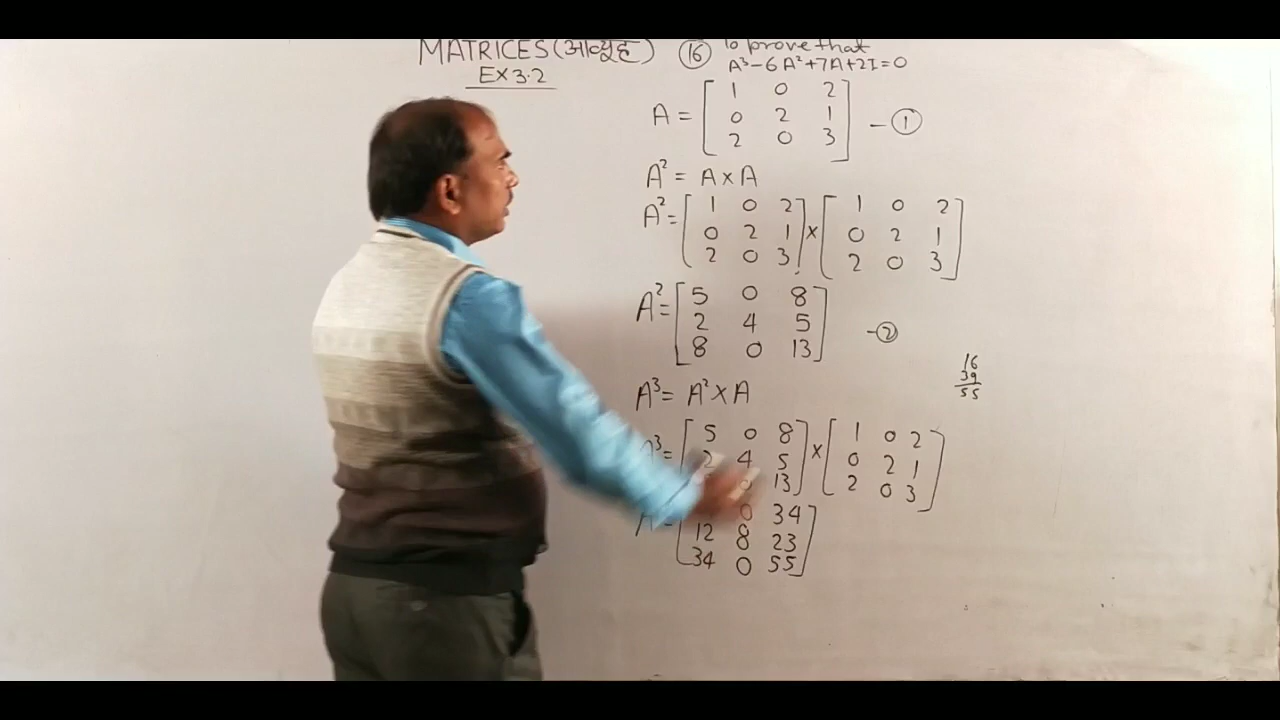 MATRICES (आव्यूह) 16 To prove that
EX 3.2 A³-6A²+7A+2I=0
A = [ 1 0 2
0 2 1
2 0 3 ] - 1
A² = A × A
A² = [ 1 0 2 ] × [ 1 0 2 ]
0 2 1 0 2 1
2 0 3 2 0 3
A² = [ 5 0 8
2 4 5
8 0 13 ] - 2
16
39
55
A³ = A² × A
A³ = [ 5 0 8 ] × [ 1 0 2 ]
2 4 5 0 2 1
0 13 2 0 3
0 34
12 8 23
34 0 55